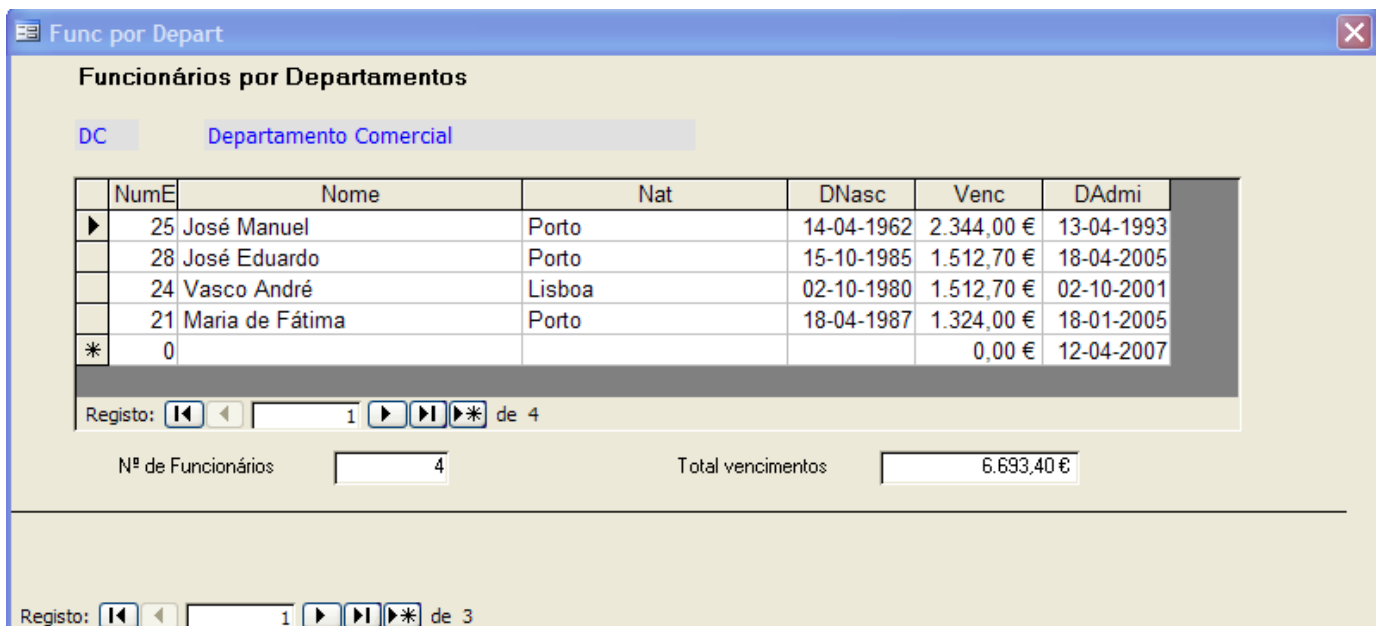 Func por Depart
Funcionários por Departamentos
DC Departamento Comercial
NumE Nome Nat DNasc Venc DAdmi
25 José Manuel Porto 14-04-1962 2.344,00 € 13-04-1993
28 José Eduardo Porto 15-10-1985 1.512,70 € 18-04-2005
24 Vasco André Lisboa 02-10-1980 1.512,70 € 02-10-2001
21 Maria de Fátima Porto 18-04-1987 1.324,00 € 18-01-2005
0 0,00 € 12-04-2007
Registo: 1 de 4
Nº de Funcionários 4 Total vencimentos 6.693,40 €
Registo: 1 de 3